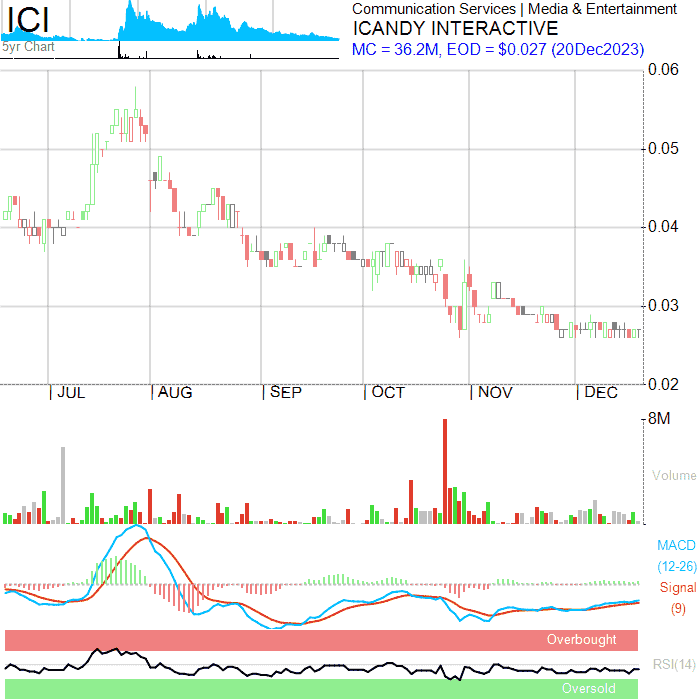 ICI
5yr Chart
Communication Services | Media & Entertainment
ICANDY INTERACTIVE
MC = 36.2M, EOD = $0.027 (20Dec2023)
0.06
0.05
0.04
0.03
0.02
JUL AUG SEP OCT NOV DEC
8M
Volume
MACD
(12-26)
Signal
(9)
Overbought
RSI(14)
Oversold